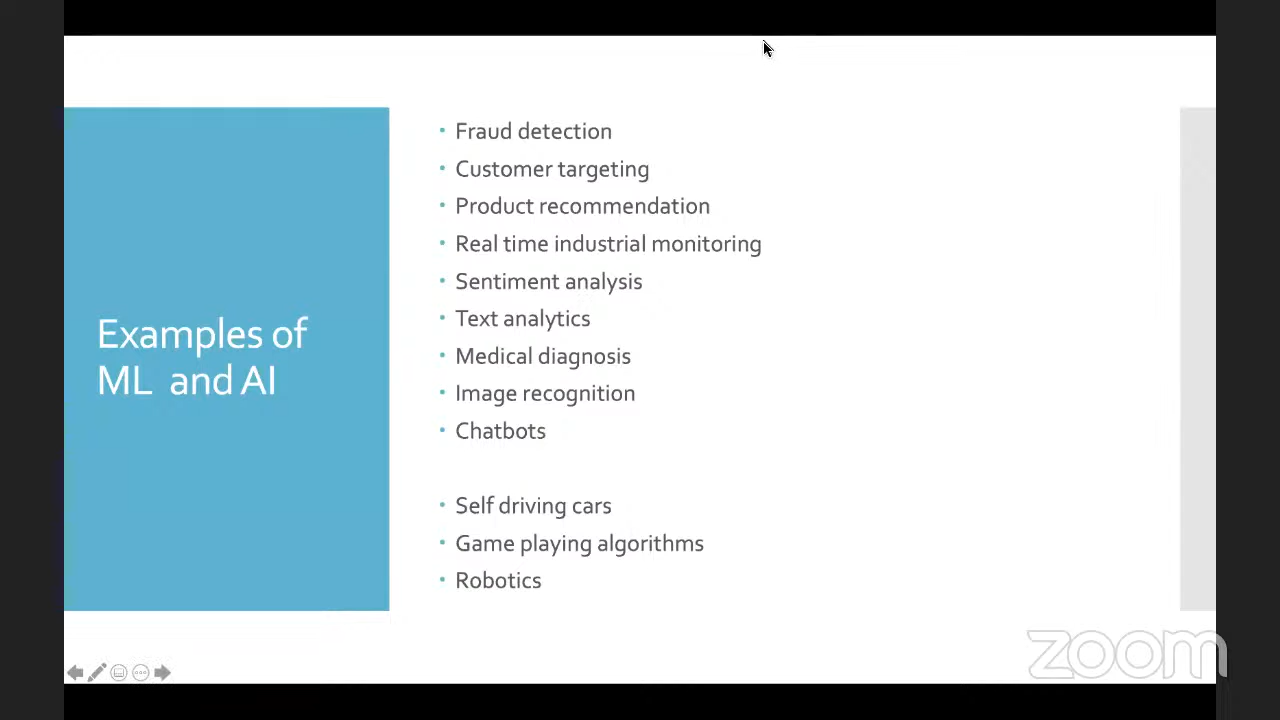 Examples of
ML and AI
Fraud detection
Customer targeting
Product recommendation
Real time industrial monitoring
Sentiment analysis
Text analytics
Medical diagnosis
Image recognition
Chatbots
Self driving cars
Game playing algorithms
Robotics
zoom